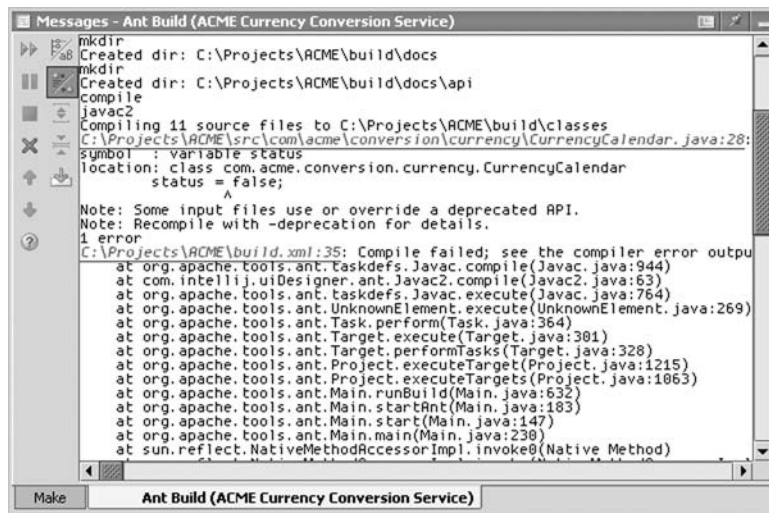 Messages - Ant Build (ACME Currency Conversion Service)
mkdir
Created dir: C:\Projects\ACME\build\docs
mkdir
Created dir: C:\Projects\ACME\build\docs\api
compile
javac2
Compiling 11 source files to C:\Projects\ACME\build\classes
C:\Projects\ACME\src\com\acme\conversion\currency\CurrencyCalendar.java:28:
symbol : variable status
location: class com.acme.conversion.currency.CurrencyCalendar
status = false;
^
Note: Some input files use or override a deprecated API.
Note: Recompile with -deprecation for details.
1 error
C:\Projects\ACME\build.xml:35: Compile failed; see the compiler error outpu
at org.apache.tools.ant.taskdefs.Javac.compile(Javac.java:944)
at com.intellij.uiDesigner.ant.Javac2.compile(Javac2.java:63)
at org.apache.tools.ant.taskdefs.Javac.execute(Javac.java:764)
at org.apache.tools.ant.UnknownElement.execute(UnknownElement.java:269)
at org.apache.tools.ant.Task.perform(Task.java:364)
at org.apache.tools.ant.Target.execute(Target.java:301)
at org.apache.tools.ant.Target.performTasks(Target.java:328)
at org.apache.tools.ant.Project.executeTarget(Project.java:1215)
at org.apache.tools.ant.Project.executeTargets(Project.java:1063)
at org.apache.tools.ant.Main.runBuild(Main.java:632)
at org.apache.tools.ant.Main.startAnt(Main.java:183)
at org.apache.tools.ant.Main.start(Main.java:147)
at org.apache.tools.ant.Main.main(Main.java:230)
at sun.reflect.NativeMethodAccessorImpl.invoke0(Native Method)
Make
Ant Build (ACME Currency Conversion Service)